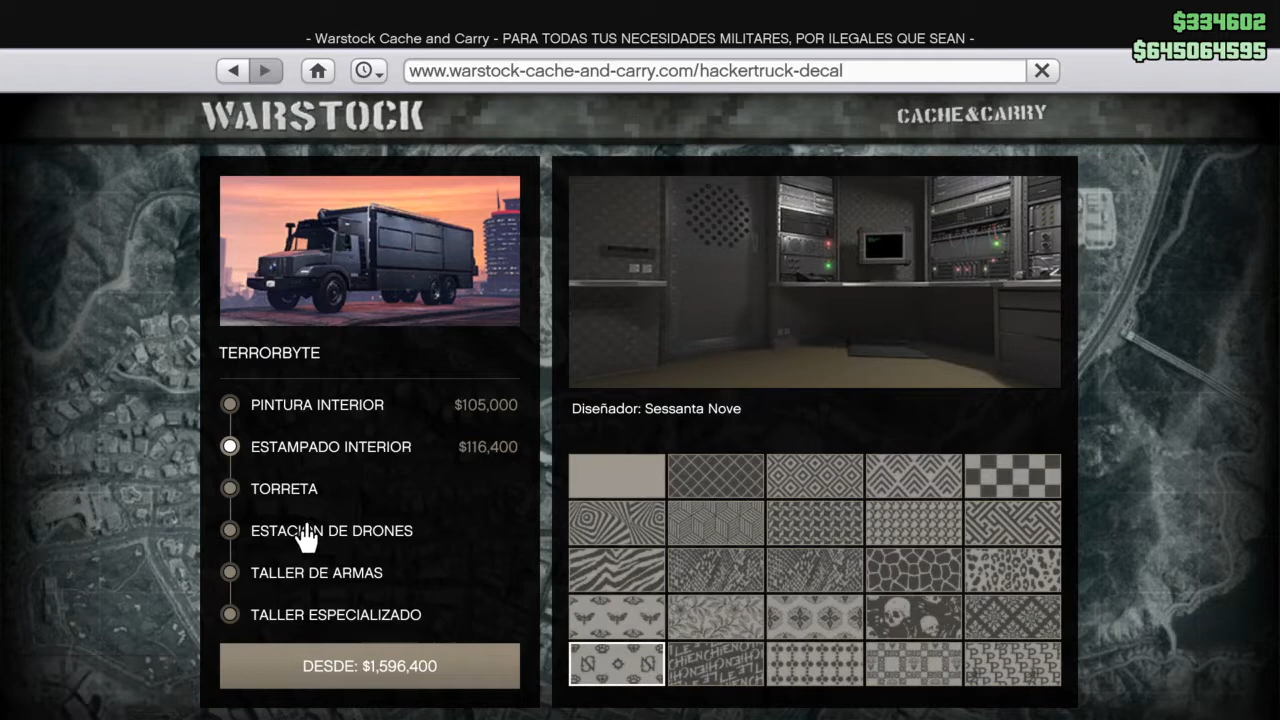 $334602
- Warstock Cache and Carry - PARA TODAS TUS NECESIDADES MILITARES, POR ILEGALES QUE SEAN -
$645064595
www.warstock-cache-and-carry.com/hackertruck-decal
WARSTOCK
CACHE&CARRY
TERRORBYTE
PINTURA INTERIOR $105,000
ESTAMPADO INTERIOR $116,400
TORRETA
ESTACIÓN DE DRONES
TALLER DE ARMAS
TALLER ESPECIALIZADO
DESDE: $1,596,400
Diseñador: Sessanta Nove